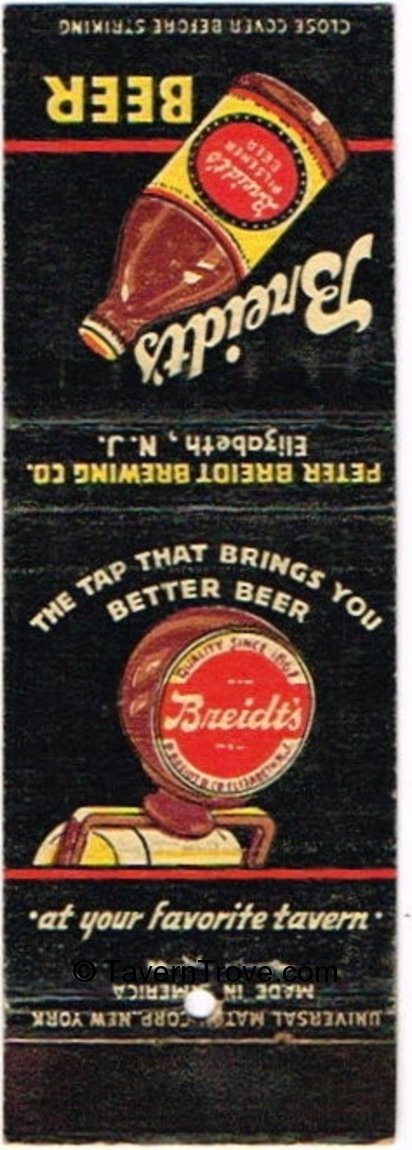 CLOSE COVER BEFORE STRIKING
BEER
Breidt's
PILSENER
BEER
Breidt's
PETER BREIDT BREWING CO.
Elizabeth, N. J.
THE TAP THAT BRINGS YOU
BETTER BEER
QUALITY SINCE
Breidt's
ELIZABETH, N. J.
·at your favorite tavern·
© TavernTrove.com
MADE IN AMERICA
UNIVERSAL MATCH CORP., NEW YORK